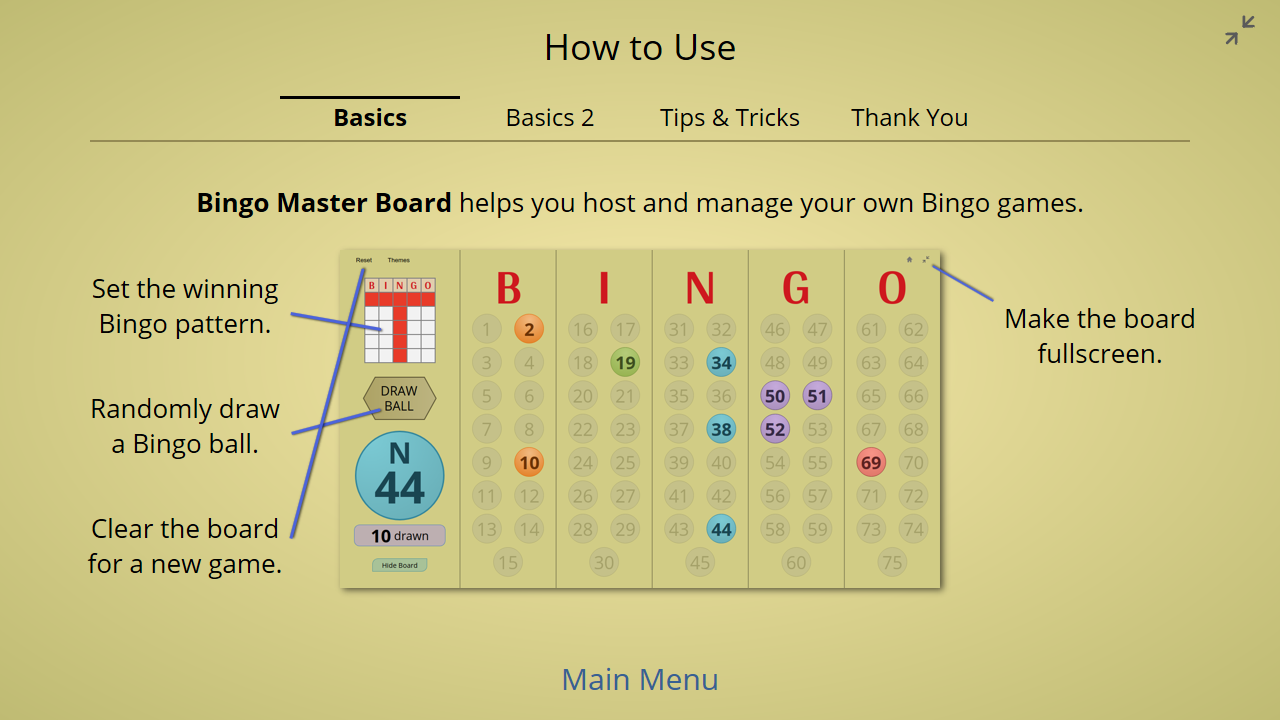 How to Use
Basics Basics 2 Tips & Tricks Thank You
Bingo Master Board helps you host and manage your own Bingo games.
Set the winning
Bingo pattern.
Randomly draw
a Bingo ball.
Clear the board
for a new game.
Reset Themes
B I N G O
DRAW
BALL
N
44
10 drawn
Hide Board
B I N G O
1 2 16 17 31 32 46 47 61 62
3 4 18 19 33 34 48 49 63 64
5 6 20 21 35 36 50 51 65 66
7 8 22 23 37 38 52 53 67 68
9 10 24 25 39 40 54 55 69 70
11 12 26 27 41 42 56 57 71 72
13 14 28 29 43 44 58 59 73 74
15 30 45 60 75
Make the board
fullscreen.
Main Menu